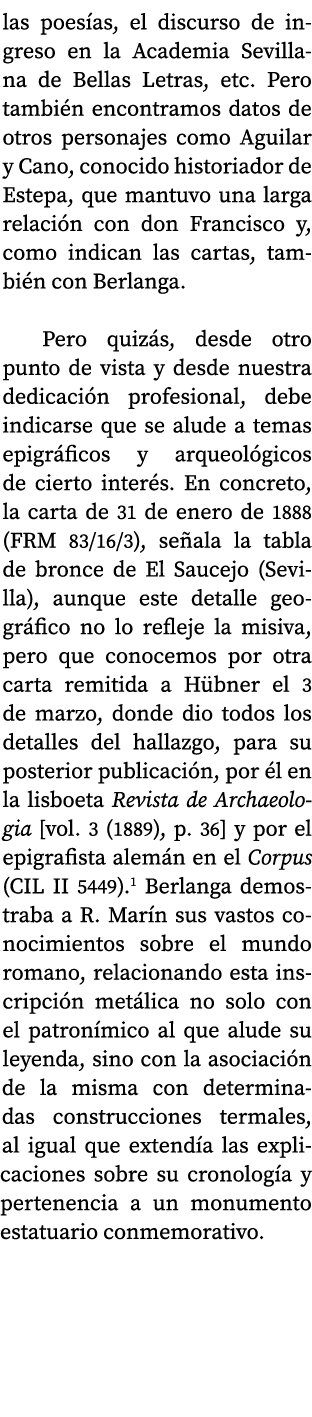 las poesías, el discurso de in-
greso en la Academia Sevilla-
na de Bellas Letras, etc. Pero
también encontramos datos de
otros personajes como Aguilar
y Cano, conocido historiador de
Estepa, que mantuvo una larga
relación con don Francisco y,
como indican las cartas, tam-
bién con Berlanga.
Pero quizás, desde otro
punto de vista y desde nuestra
dedicación profesional, debe
indicarse que se alude a temas
epigráficos y arqueológicos
de cierto interés. En concreto,
la carta de 31 de enero de 1888
(FRM 83/16/3), señala la tabla
de bronce de El Saucejo (Sevi-
lla), aunque este detalle geo-
gráfico no lo refleje la misiva,
pero que conocemos por otra
carta remitida a Hübner el 3
de marzo, donde dio todos los
detalles del hallazgo, para su
posterior publicación, por él en
la lisboeta Revista de Archaeolo-
gia [vol. 3 (1889), p. 36] y por el
epigrafista alemán en el Corpus
(CIL II 5449).¹ Berlanga demos-
traba a R. Marín sus vastos co-
nocimientos sobre el mundo
romano, relacionando esta ins-
cripción metálica no solo con
el patronímico al que alude su
leyenda, sino con la asociación
de la misma con determina-
das construcciones termales,
al igual que extendía las expli-
caciones sobre su cronología y
pertenencia a un monumento
estatuario conmemorativo.